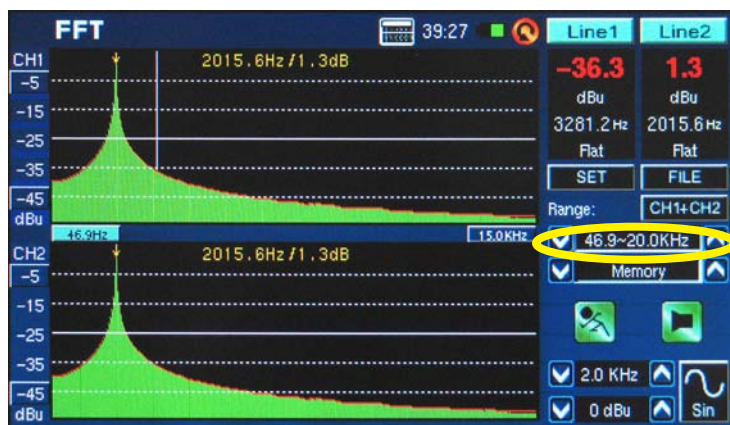 FFT
39:27
Line1
Line2
CH1
2015.6Hz/1.3dB
-5
-15
-25
-35
-45
dBu
46.9Hz
15.0KHz
-36.3
1.3
dBu
dBu
3281.2Hz
2015.6Hz
Flat
Flat
SET
FILE
Range:
CH1+CH2
46.9~20.0KHz
Memory
CH2
2015.6Hz/1.3dB
-5
-15
-25
-35
-45
dBu
2.0 KHz
0 dBu
Sin